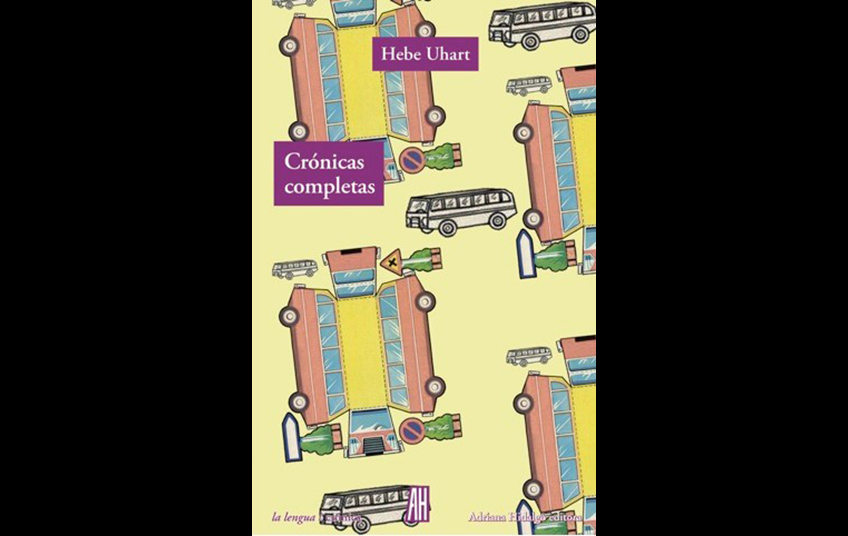 Hebe Uhart
Crónicas
completas
la lengua
AH
Adriana Hidalgo editora